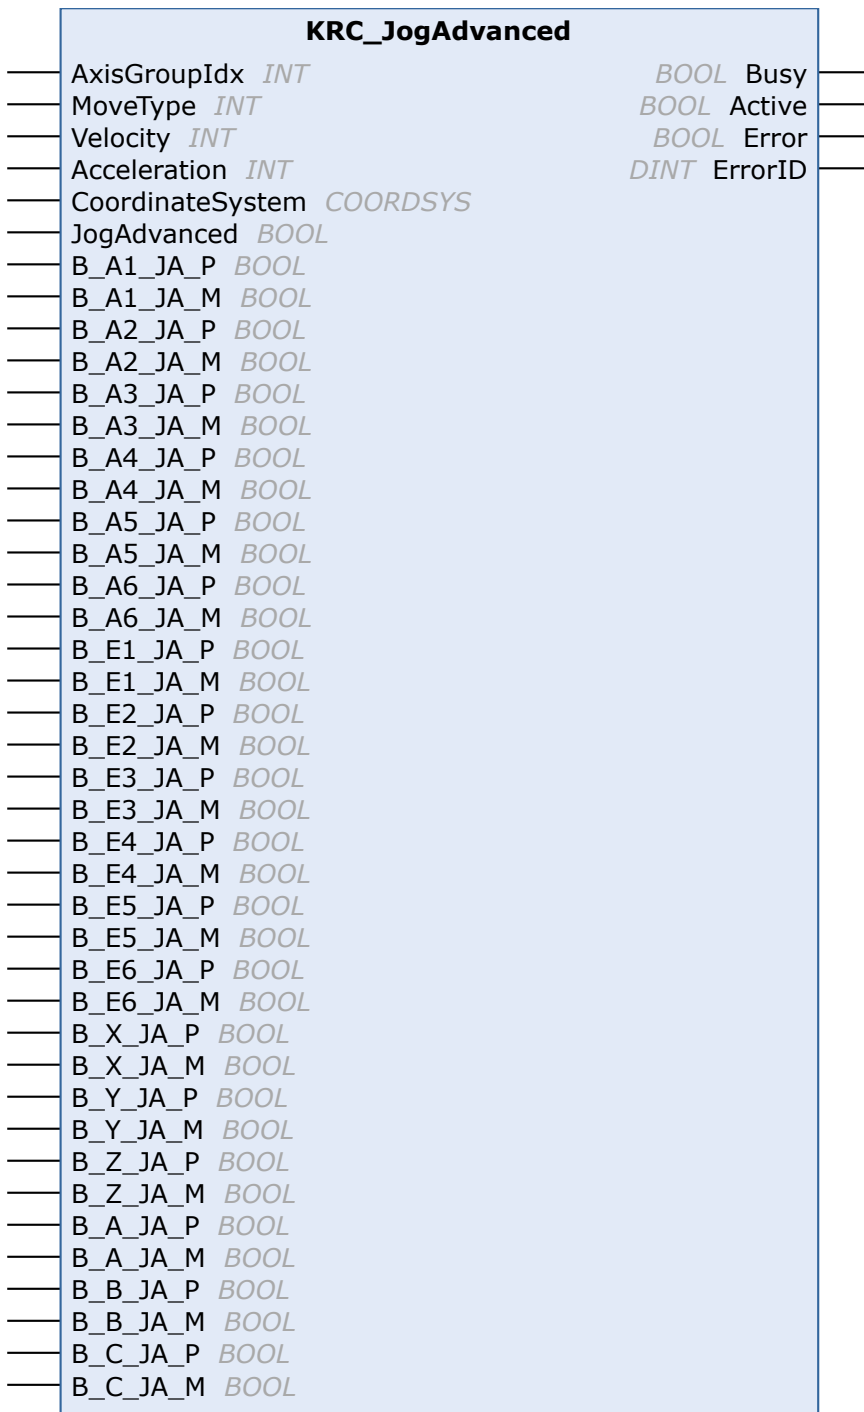 KRC_JogAdvanced
AxisGroupIdx INT BOOL Busy
MoveType INT BOOL Active
Velocity INT BOOL Error
Acceleration INT DINT ErrorID
CoordinateSystem COORDSYS
JogAdvanced BOOL
B_A1_JA_P BOOL
B_A1_JA_M BOOL
B_A2_JA_P BOOL
B_A2_JA_M BOOL
B_A3_JA_P BOOL
B_A3_JA_M BOOL
B_A4_JA_P BOOL
B_A4_JA_M BOOL
B_A5_JA_P BOOL
B_A5_JA_M BOOL
B_A6_JA_P BOOL
B_A6_JA_M BOOL
B_E1_JA_P BOOL
B_E1_JA_M BOOL
B_E2_JA_P BOOL
B_E2_JA_M BOOL
B_E3_JA_P BOOL
B_E3_JA_M BOOL
B_E4_JA_P BOOL
B_E4_JA_M BOOL
B_E5_JA_P BOOL
B_E5_JA_M BOOL
B_E6_JA_P BOOL
B_E6_JA_M BOOL
B_X_JA_P BOOL
B_X_JA_M BOOL
B_Y_JA_P BOOL
B_Y_JA_M BOOL
B_Z_JA_P BOOL
B_Z_JA_M BOOL
B_A_JA_P BOOL
B_A_JA_M BOOL
B_B_JA_P BOOL
B_B_JA_M BOOL
B_C_JA_P BOOL
B_C_JA_M BOOL